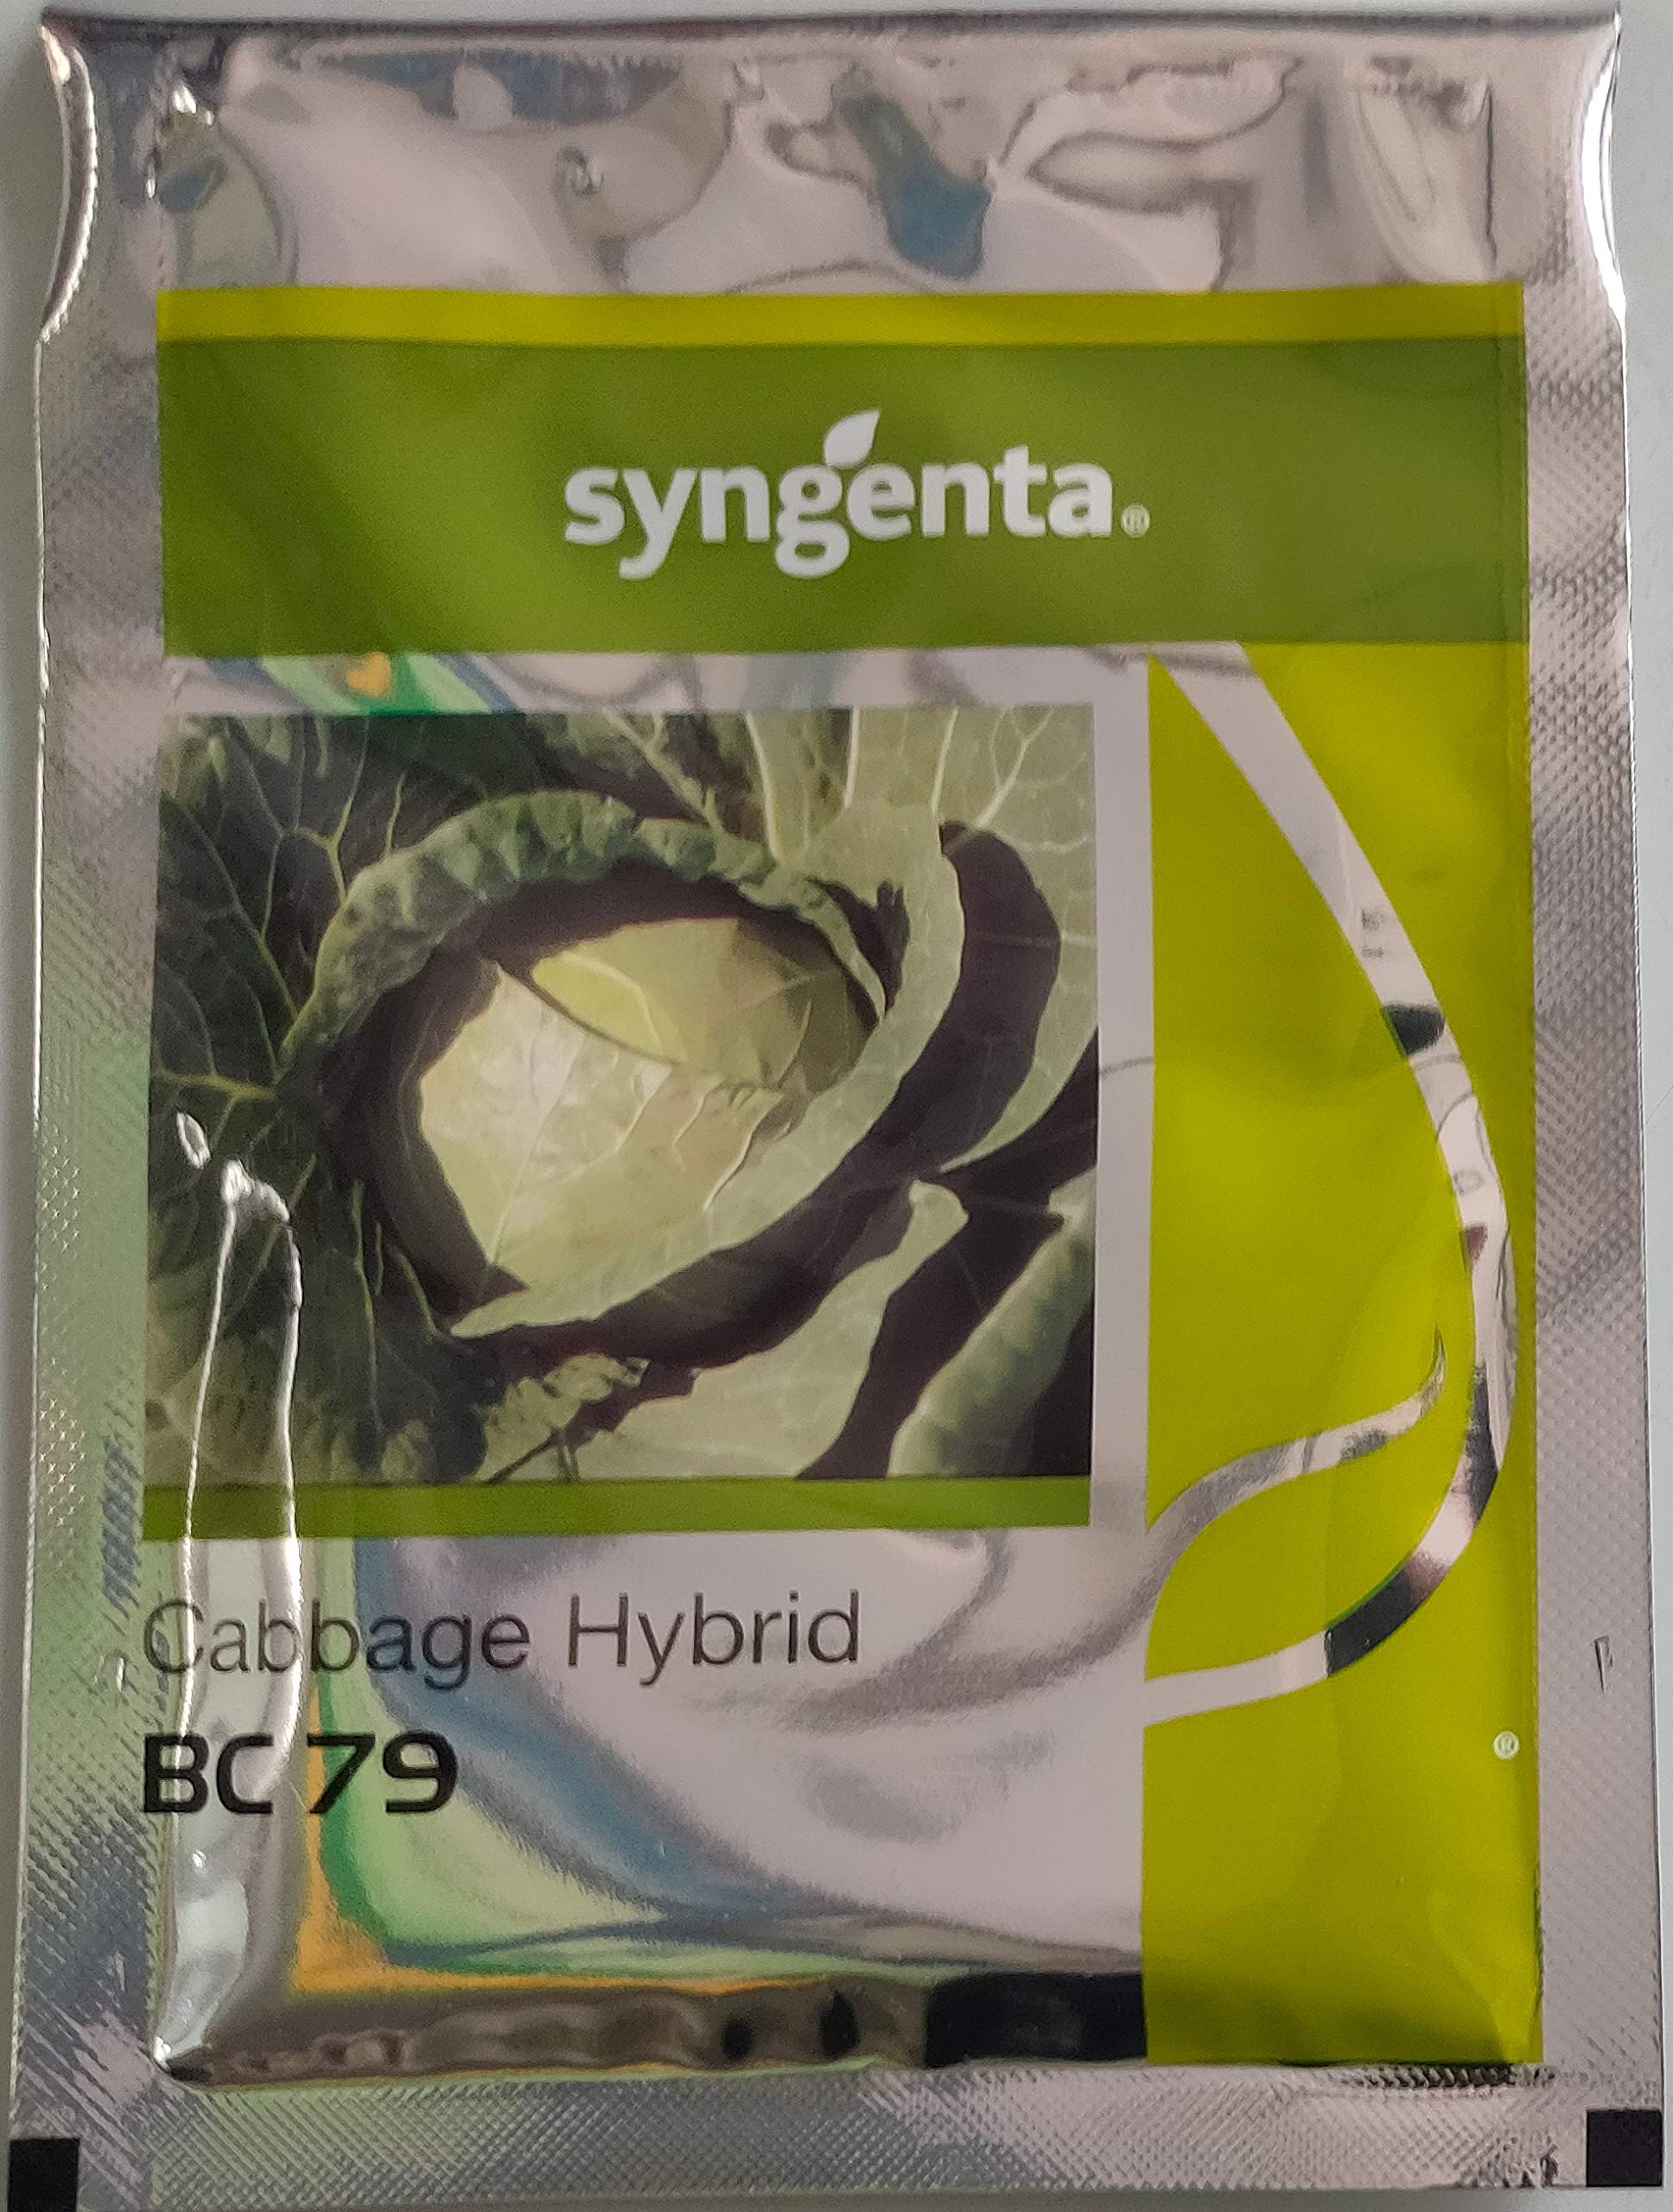 syngenta®
Cabbage Hybrid
BC 79
®